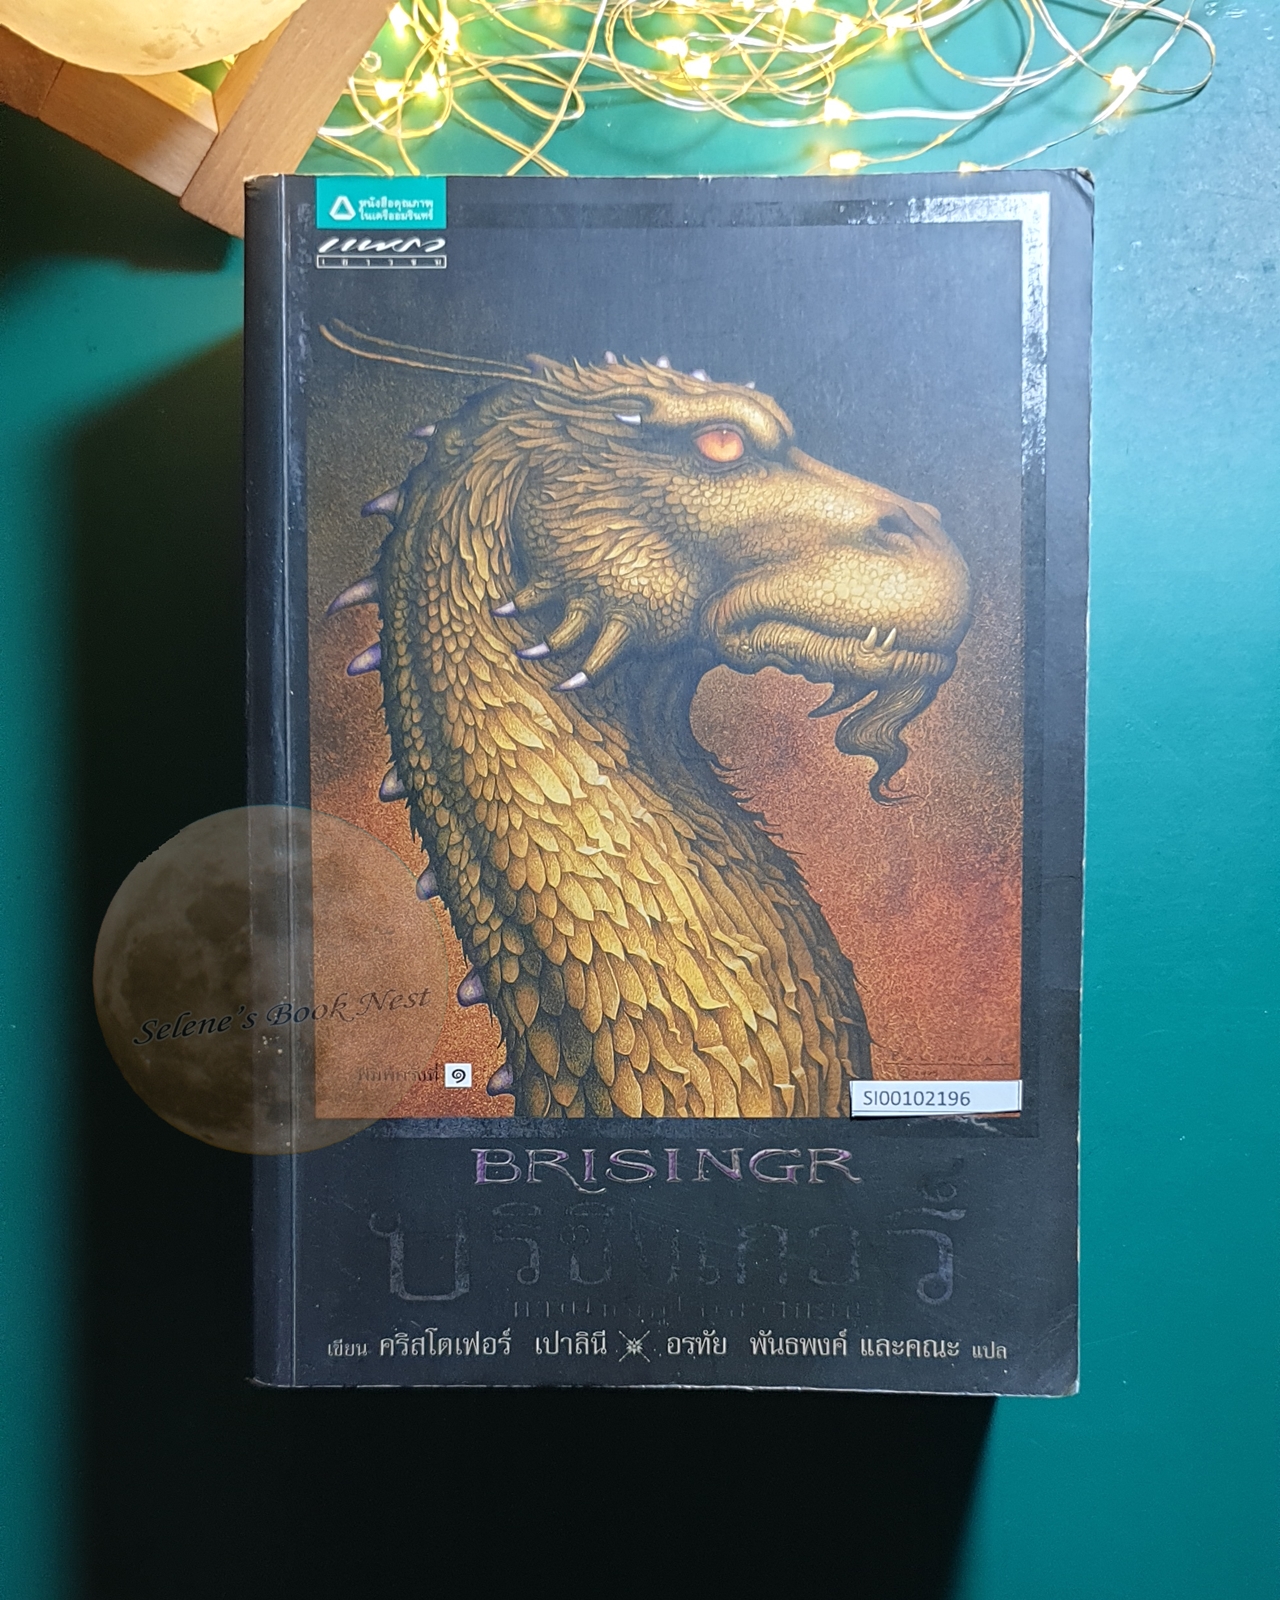 หนังสือคุณภาพ
ในเครืออมรินทร์
แพรว
เยาวชน
Selene's Book Nest
พิมพ์ครั้งที่ ๑
SI00102196
BRISINGR
บริซิงเกอร์
เขียน คริสโตเฟอร์ เปาลินี อรทัย พันธพงศ์ และคณะ แปล